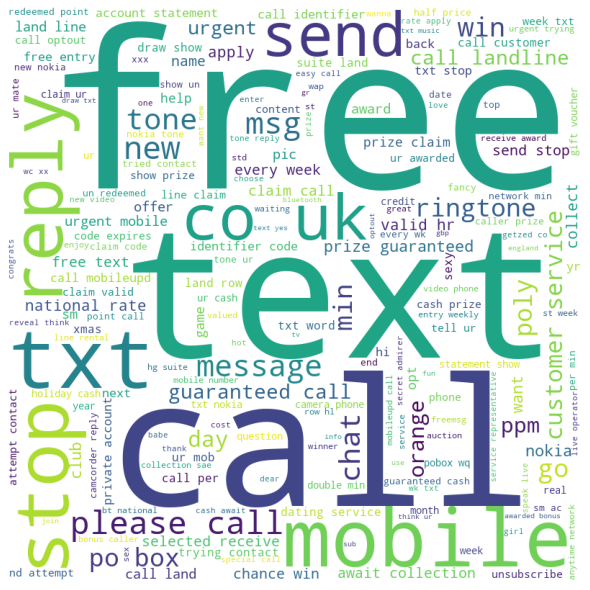 redeemed point
account statement
call identifier
wanna
rate apply
half price
land line
call optout
txt music
week txt
urgent trying
free entry
draw show
urgent
send
win
back
call customer
xxx
apply
suite land
call landline
new nokia
name
easy call
txt stop
claim ur
show un
help
wap
date
love
top
draw txt
one
enter
gr
content
st
award
receive award
free
tone
msg
new
nokia tone
want new
tone reply
prize
pic
prize claim
send stop
gift voucher
ur mate
ur
tried contact
std
choose
every week
ur awarded
fancy
wc xx
show prize
line claim
claim call
network min
un redeemed
new video
bluetooth
credit
great
optout
caller prize
reply
offer
waiting
co uk
ringtone
collect
urgent mobile
code expires
text yes
valid hr
every wk
getzed co
congrats
enjoy
claim code
identifier code
prize guaranteed
gbp
england
free text
tone ur
sexy
yr
call mobileupd
claim valid
land row
video phone
text
national rate
ur cash
cash prize
entry weekly
st week
sm
point call
game
txt word
min
tell ur
poly
customer service
reveal think
xmas
valued
hot
tv
line rental
hg suite
message
hi
end
secret admirer
fun
opt
statement show
txt
mobile number
camera phone
row hl
mobileupd call
want
per min
holiday cash
next
guaranteed call
freemsg
phone
live operator
year
txt nokia
cost
question
babe
chat
service
auction
orange
ppm
service representative
attempt contact
stop
club
camcorder reply
private account
day
thank
winner
info
pobox wq
nokia
call
ur mob
collection sae
use
guaranteed cash
go
call per
dear
double min
wk txt
real
speak live
join
bt national
cash await
dating service
month
think ur
sm ac
awarded bonus
anytime network
please call
mobile
bonus caller
sex
selected receive
girl
po box
trying contact
special call
sub
week
nd attempt
call land
chance win
await collection
unsubscribe